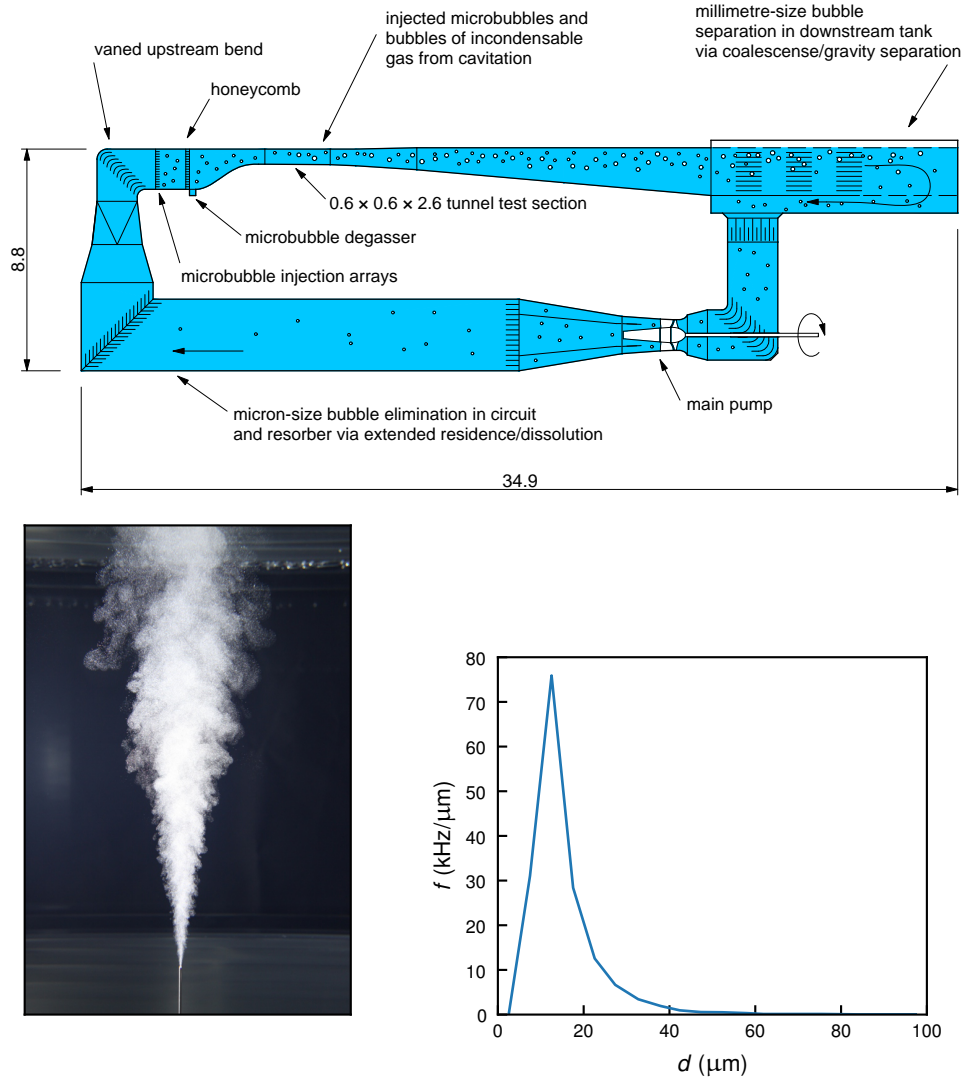 injected microbubbles and
bubbles of incondensable
gas from cavitation
millimetre-size bubble
separation in downstream tank
via coalescense/gravity separation
vaned upstream bend
honeycomb
0.6 × 0.6 × 2.6 tunnel test section
microbubble degasser
microbubble injection arrays
8.8
main pump
micron-size bubble elimination in circuit
and resorber via extended residence/dissolution
34.9
80
70
60
50
40
30
20
10
0
f (kHz/μm)
0 20 40 60 80 100
d (μm)